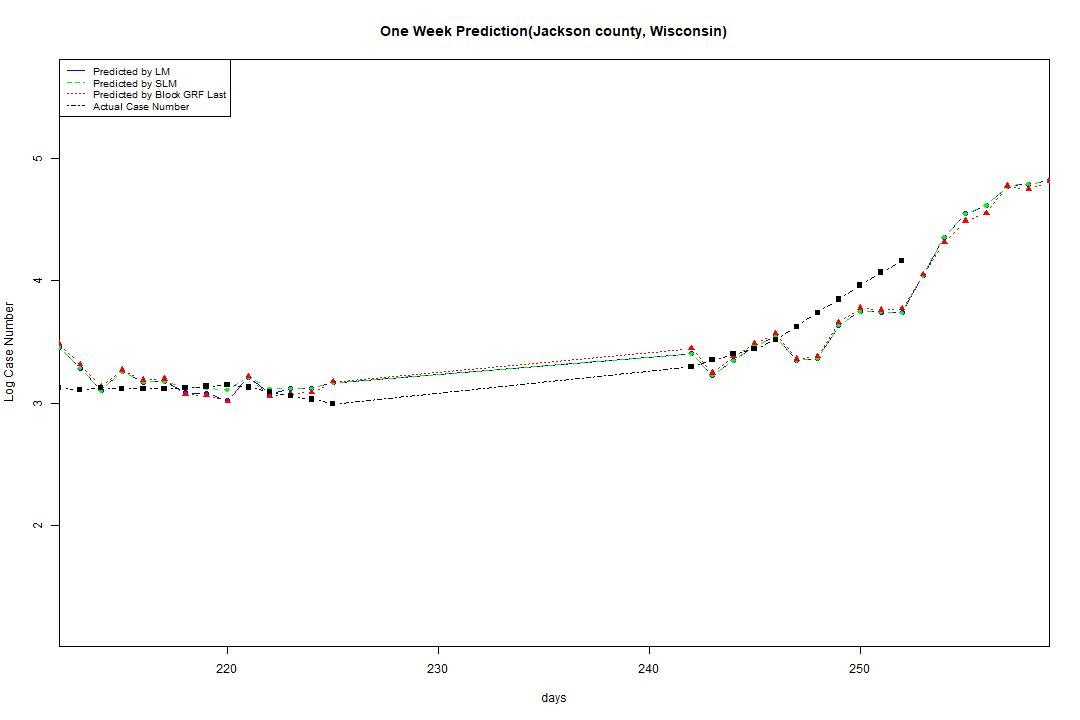 One Week Prediction(Jackson county, Wisconsin)
Predicted by LM
Predicted by SLM
Predicted by Block GRF Last
Actual Case Number
5
4
3
2
Log Case Number
220 230 240 250
days